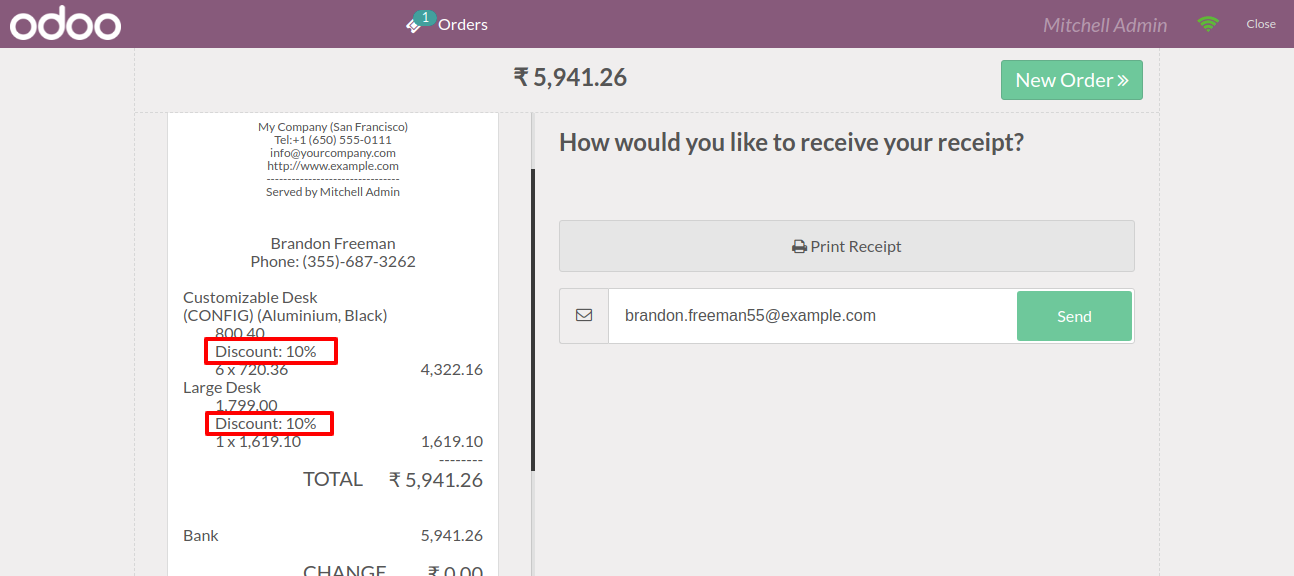 odoo
1
Orders
Mitchell Admin
Close
₹ 5,941.26
New Order
My Company (San Francisco)
Tel:+1 (650) 555-0111
info@yourcompany.com
http://www.example.com
--------------------------------
Served by Mitchell Admin
Brandon Freeman
Phone: (355)-687-3262
Customizable Desk
(CONFIG) (Aluminium, Black)
800.40
Discount: 10%
6 x 720.36 4,322.16
Large Desk
1,799.00
Discount: 10%
1 x 1,619.10 1,619.10
--------
TOTAL ₹ 5,941.26
Bank 5,941.26
CHANGE ₹ 0.00
How would you like to receive your receipt?
Print Receipt
brandon.freeman55@example.com
Send